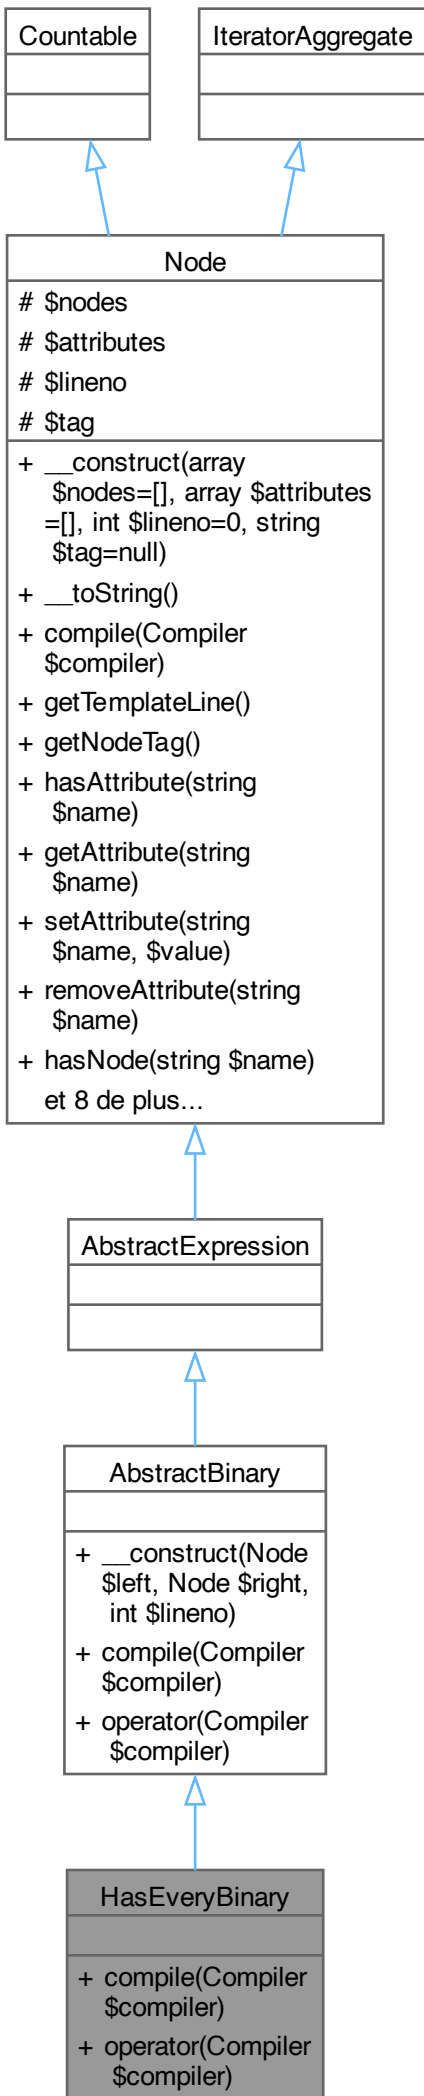 Countable
IteratorAggregate
Node
# $nodes
# $attributes
# $lineno
# $tag
+ __construct(array
$nodes=[], array $attributes
=[], int $lineno=0, string
$tag=null)
+ __toString()
+ compile(Compiler
$compiler)
+ getTemplateLine()
+ getNodeTag()
+ hasAttribute(string
$name)
+ getAttribute(string
$name)
+ setAttribute(string
$name, $value)
+ removeAttribute(string
$name)
+ hasNode(string $name)
et 8 de plus...
AbstractExpression
AbstractBinary
+ __construct(Node
$left, Node $right,
int $lineno)
+ compile(Compiler
$compiler)
+ operator(Compiler
$compiler)
HasEveryBinary
+ compile(Compiler
$compiler)
+ operator(Compiler
$compiler)